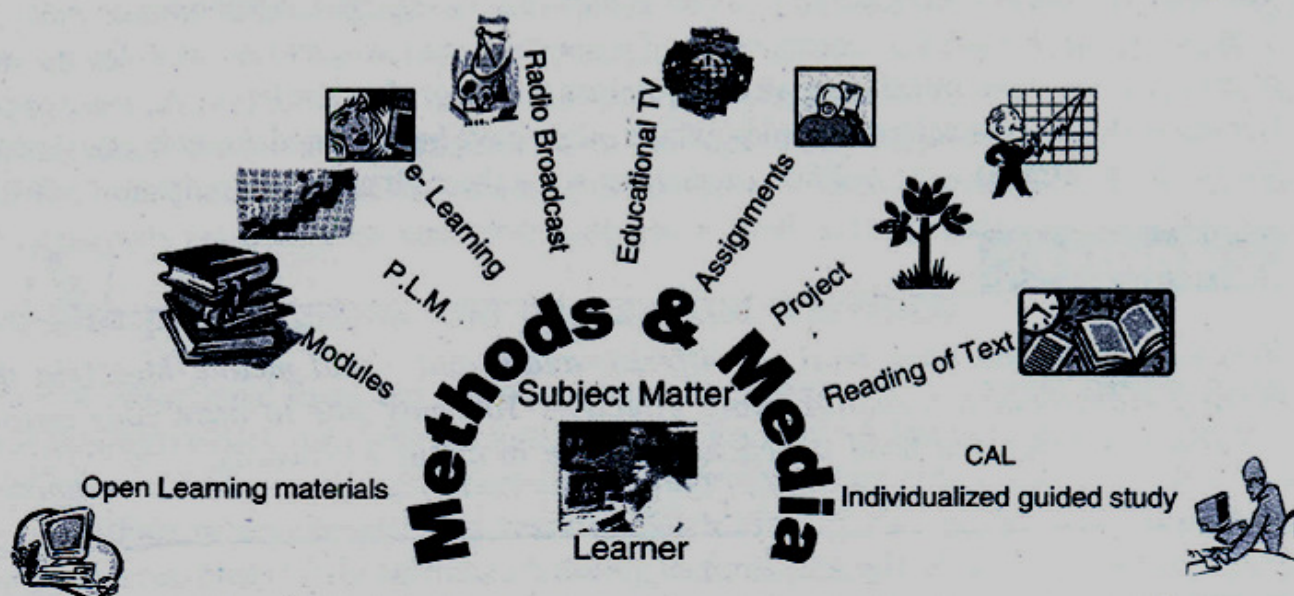 Radio Broadcast
Educational TV
e- Learning
Assignments
P.L.M.
Project
Modules
Reading of Text
Methods & Media
Subject Matter
CAL
Open Learning materials
Individualized guided study
Learner